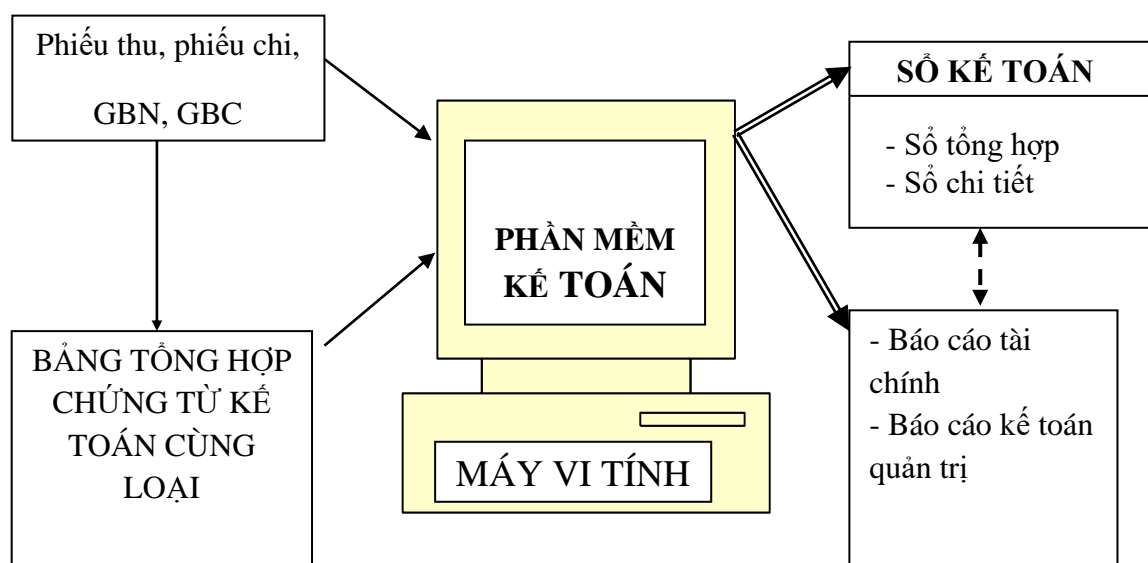 Phiếu thu, phiếu chi,
GBN, GBC
BẢNG TỔNG HỢP
CHỨNG TỪ KẾ
TOÁN CÙNG
LOẠI
PHẦN MỀM
KẾ TOÁN
MÁY VI TÍNH
SỔ KẾ TOÁN
- Sổ tổng hợp
- Sổ chi tiết
- Báo cáo tài
chính
- Báo cáo kế toán
quản trị